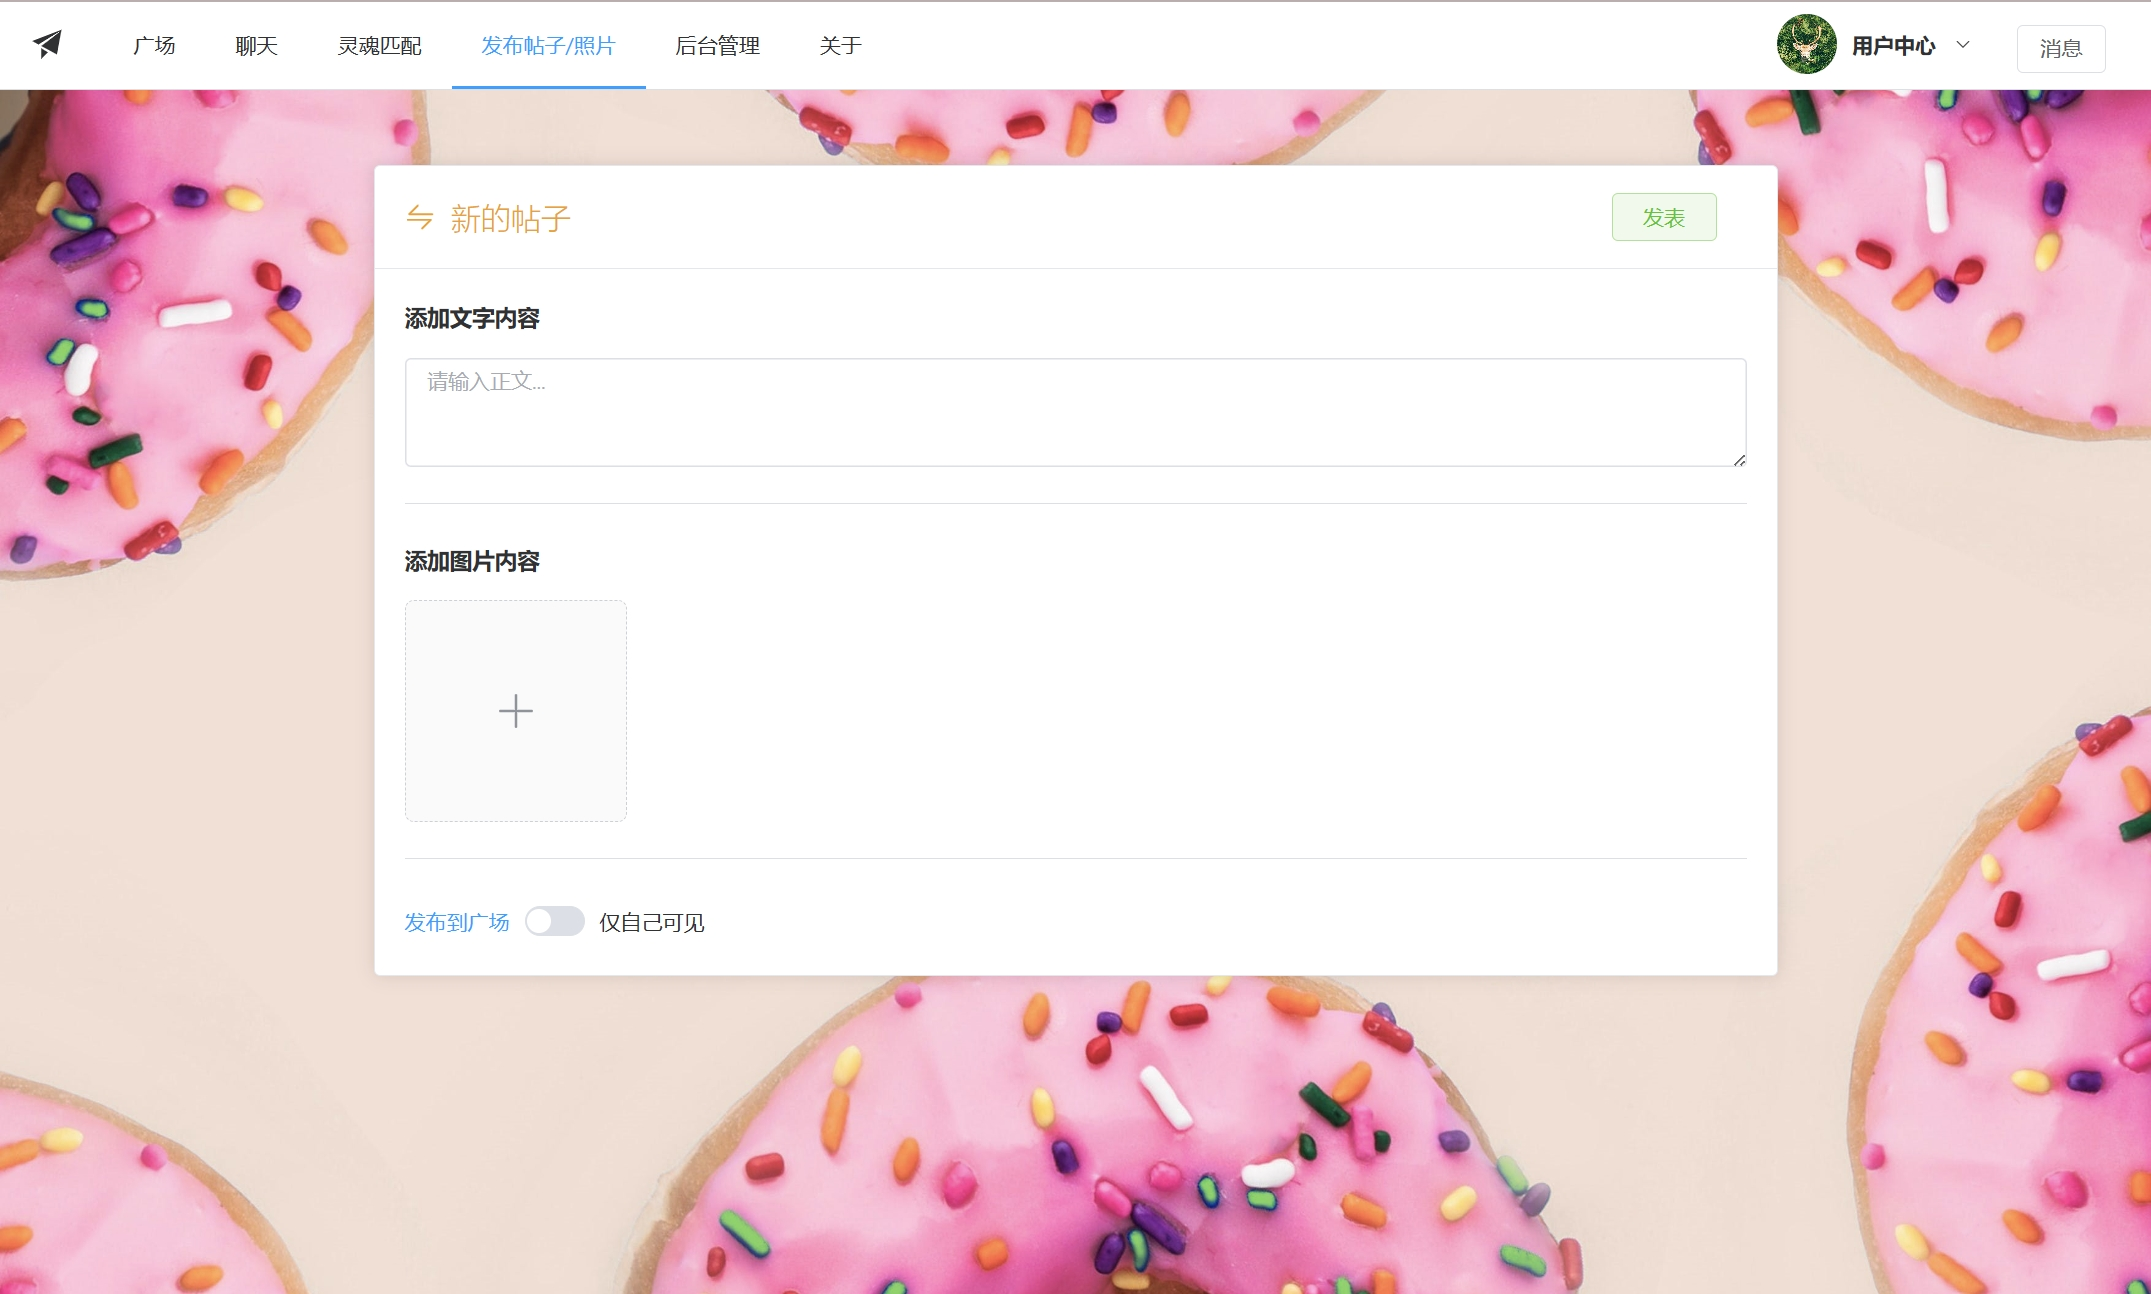 广场 聊天 灵魂匹配 发布帖子/照片 后台管理 关于 用户中心 消息
新的帖子 发表
添加文字内容
请输入正文...
添加图片内容
发布到广场 仅自己可见